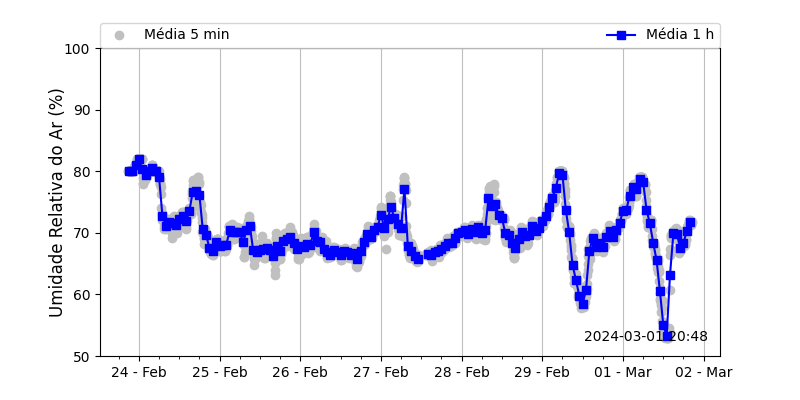 Média 5 min
Média 1 h
Umidade Relativa do Ar (%)
100
90
80
70
60
50
2024-03-01 20:48
24 - Feb
25 - Feb
26 - Feb
27 - Feb
28 - Feb
29 - Feb
01 - Mar
02 - Mar